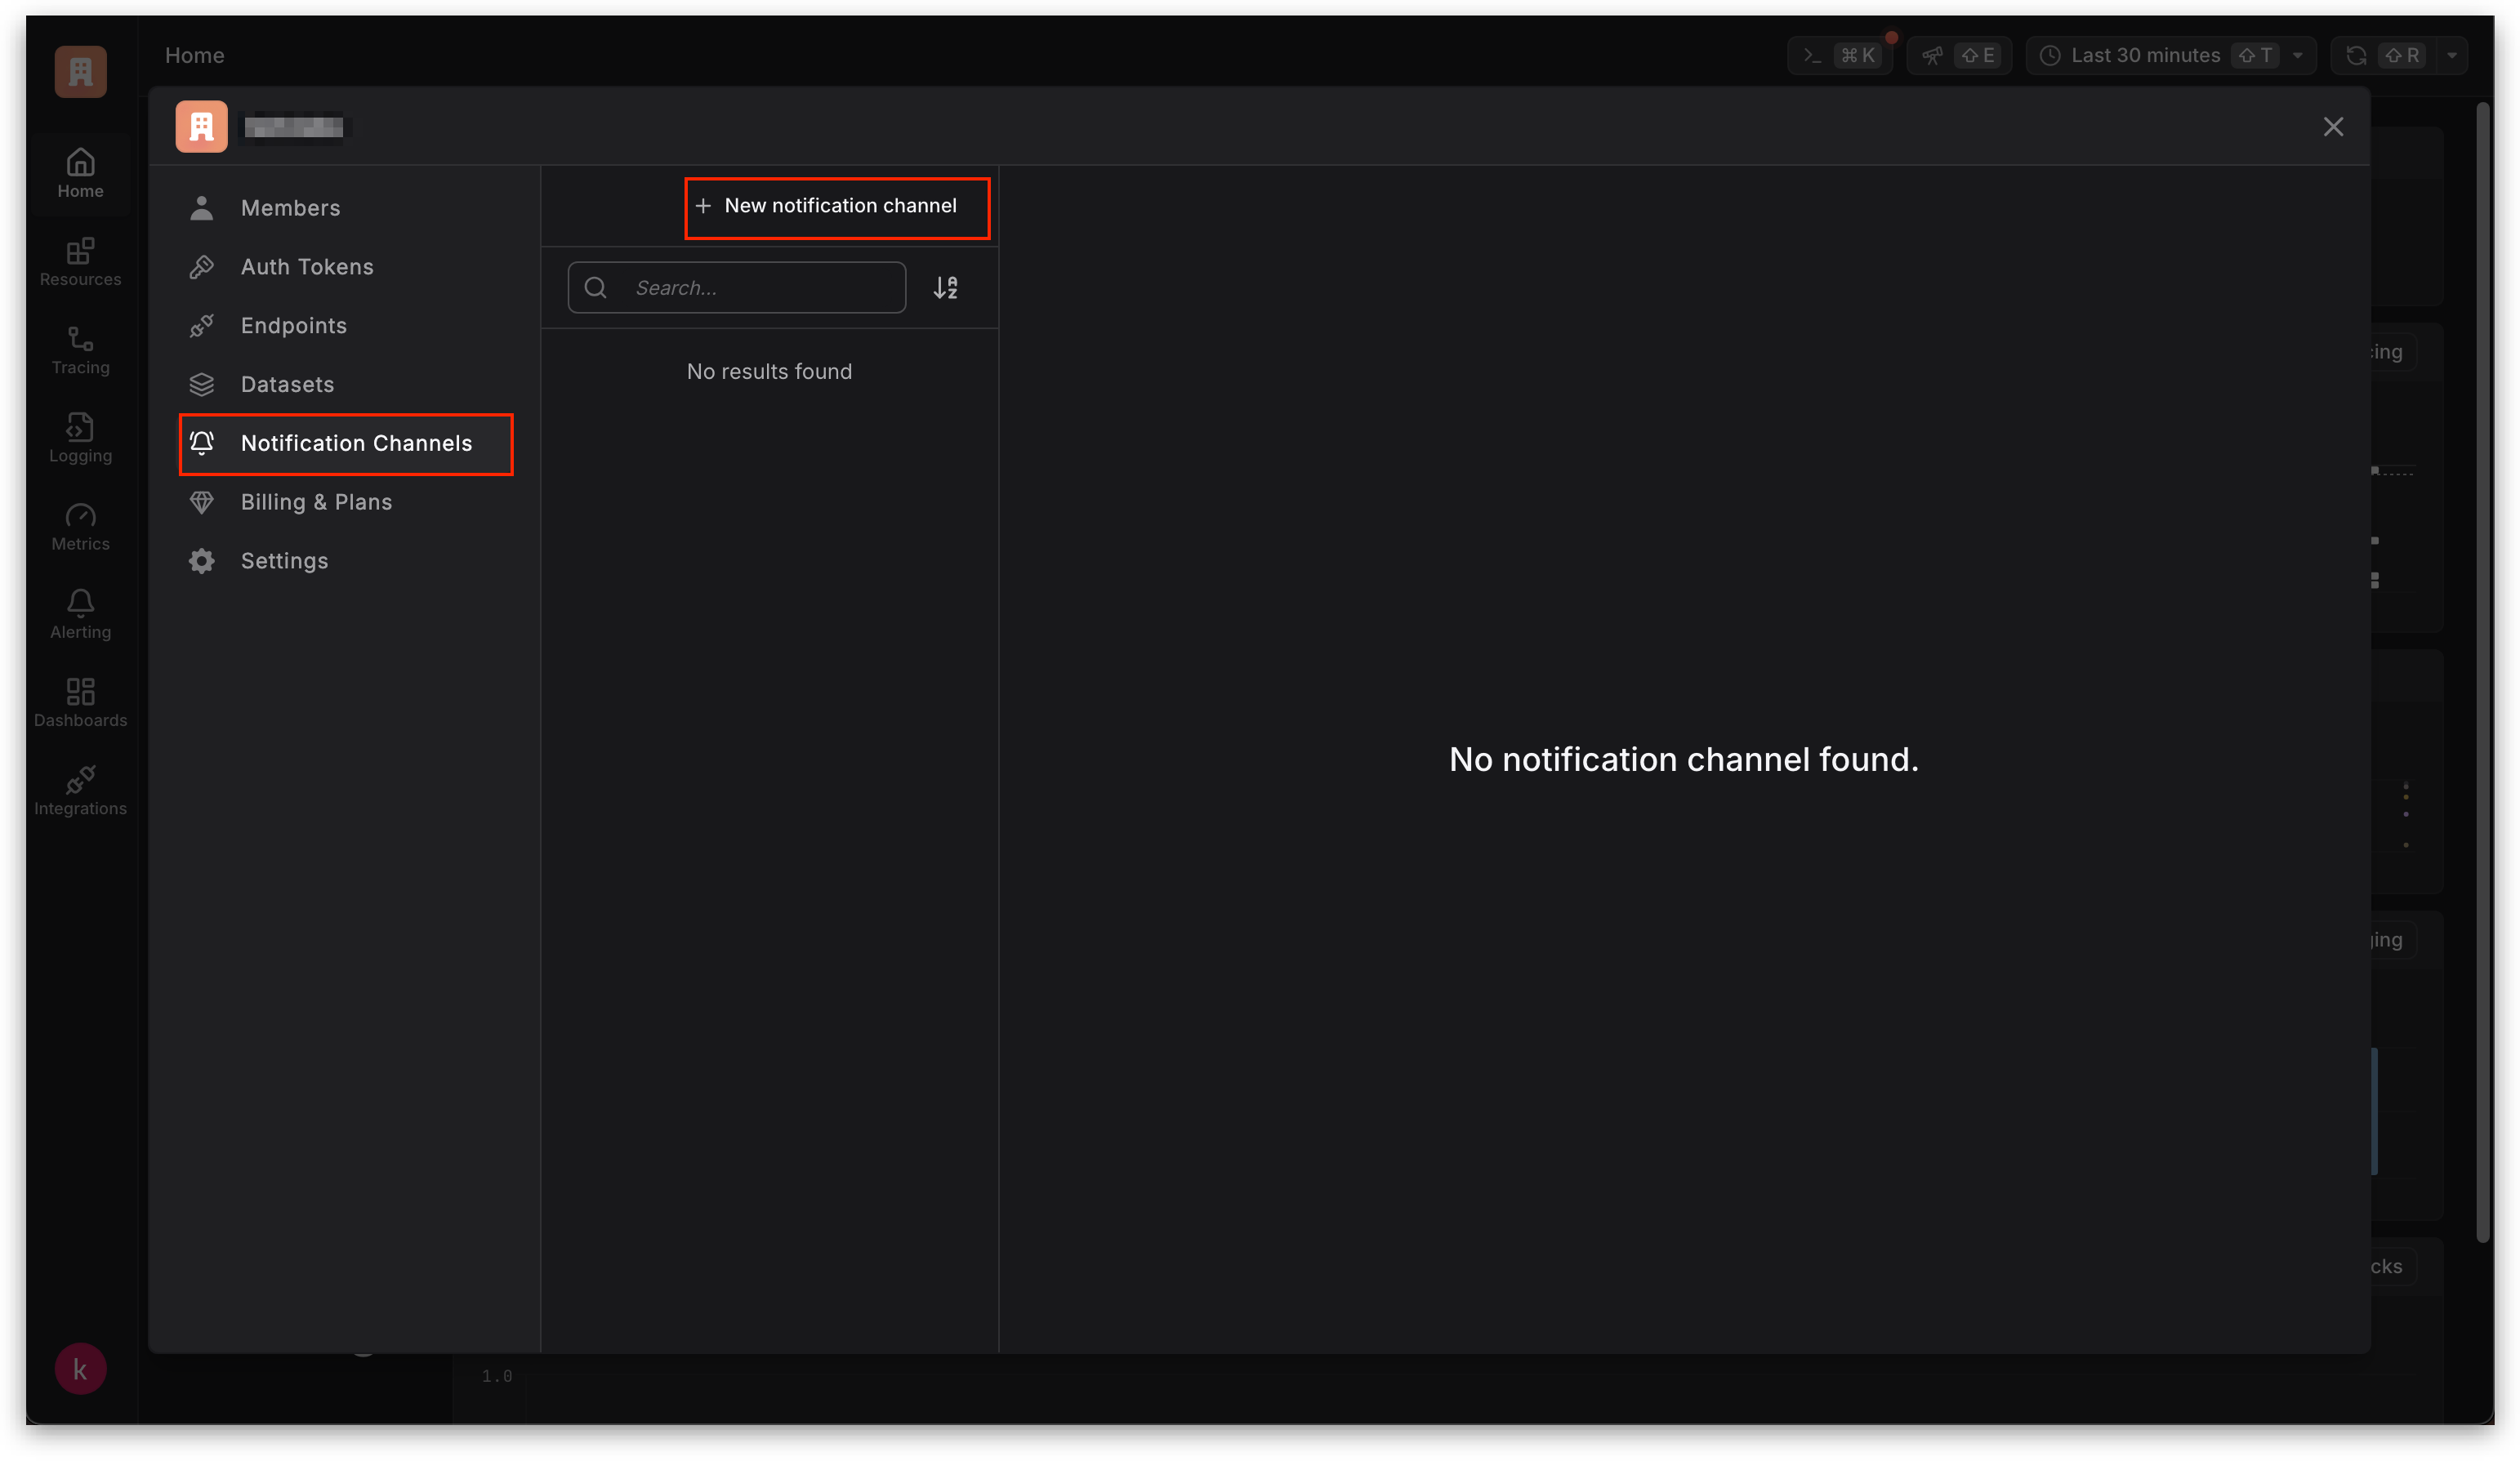 Home
⌘ K
⇧ E
Last 30 minutes ⇧ T
⇧ R
Home
Resources
Tracing
Logging
Metrics
Alerting
Dashboards
Integrations
k
Members
Auth Tokens
Endpoints
Datasets
Notification Channels
Billing & Plans
Settings
+ New notification channel
Search...
No results found
No notification channel found.
ing
ing
cks
1.0